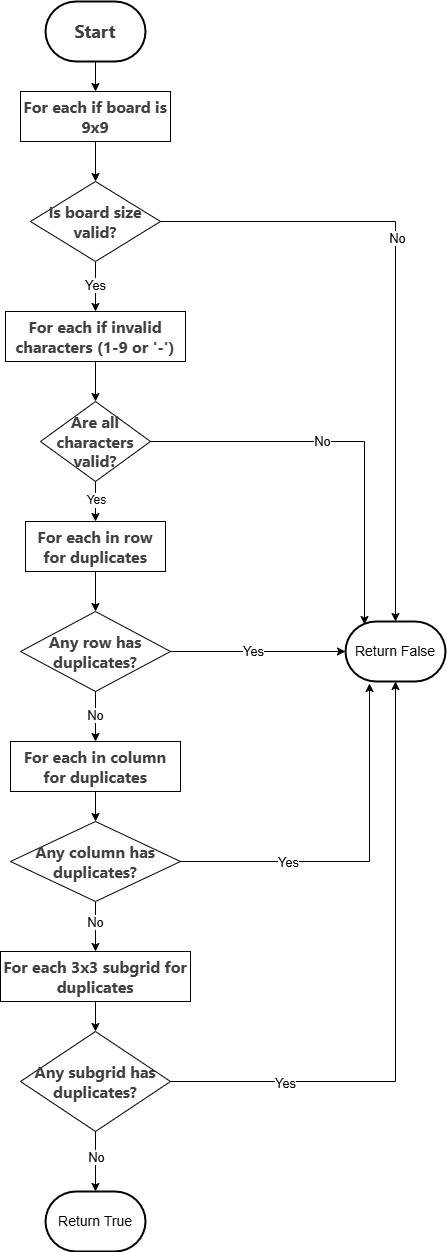 Start
For each if board is
9x9
Is board size
valid?
No
Yes
For each if invalid
characters (1-9 or '-')
Are all
characters
valid?
No
Yes
For each in row
for duplicates
Any row has
duplicates?
Yes
Return False
No
For each in column
for duplicates
Any column has
duplicates?
Yes
No
For each 3x3 subgrid for
duplicates
Any subgrid has
duplicates?
Yes
No
Return True